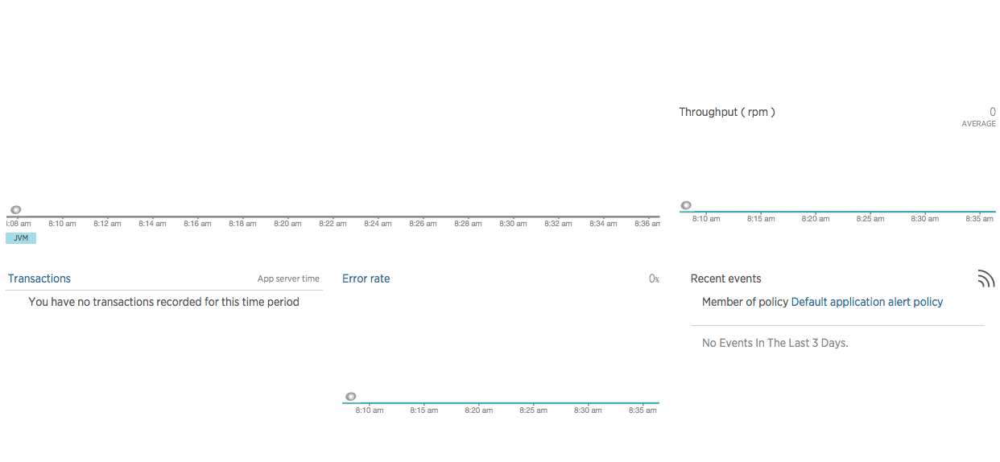 Throughput ( rpm )
0
AVERAGE
8:10 am 8:15 am 8:20 am 8:25 am 8:30 am 8:35 am
:08 am 8:10 am 8:12 am 8:14 am 8:16 am 8:18 am 8:20 am 8:22 am 8:24 am 8:26 am 8:28 am 8:30 am 8:32 am 8:34 am 8:36 am
JVM
Transactions
App server time
You have no transactions recorded for this time period
Error rate
0%
8:10 am 8:15 am 8:20 am 8:25 am 8:30 am 8:35 am
Recent events
Member of policy Default application alert policy
No Events In The Last 3 Days.